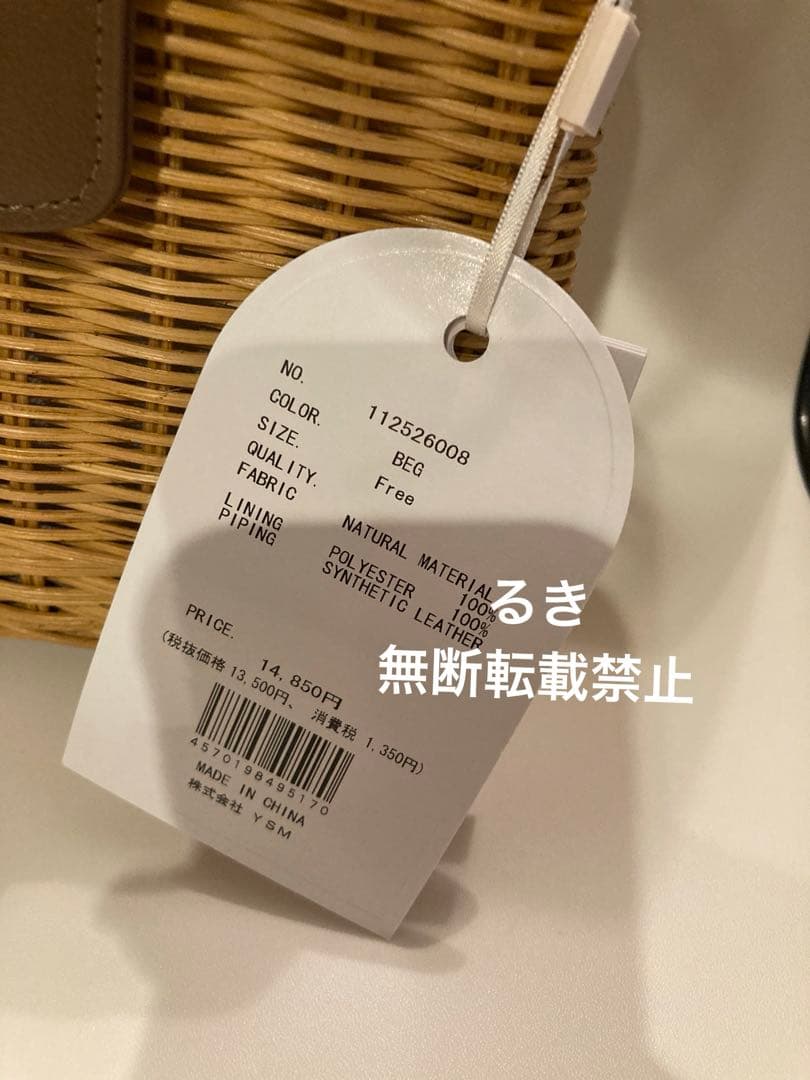 NO. 112526008
COLOR. BEG
SIZE. Free
QUALITY.
FABRIC NATURAL MATERIAL 100%
LINING POLYESTER 100%
PIPING SYNTHETIC LEATHER
PRICE. 14,850円
(税抜価格 13,500円、 消費税 1,350円)
4570198495170
MADE IN CHINA
株式会社 YSM
るき
無断転載禁止